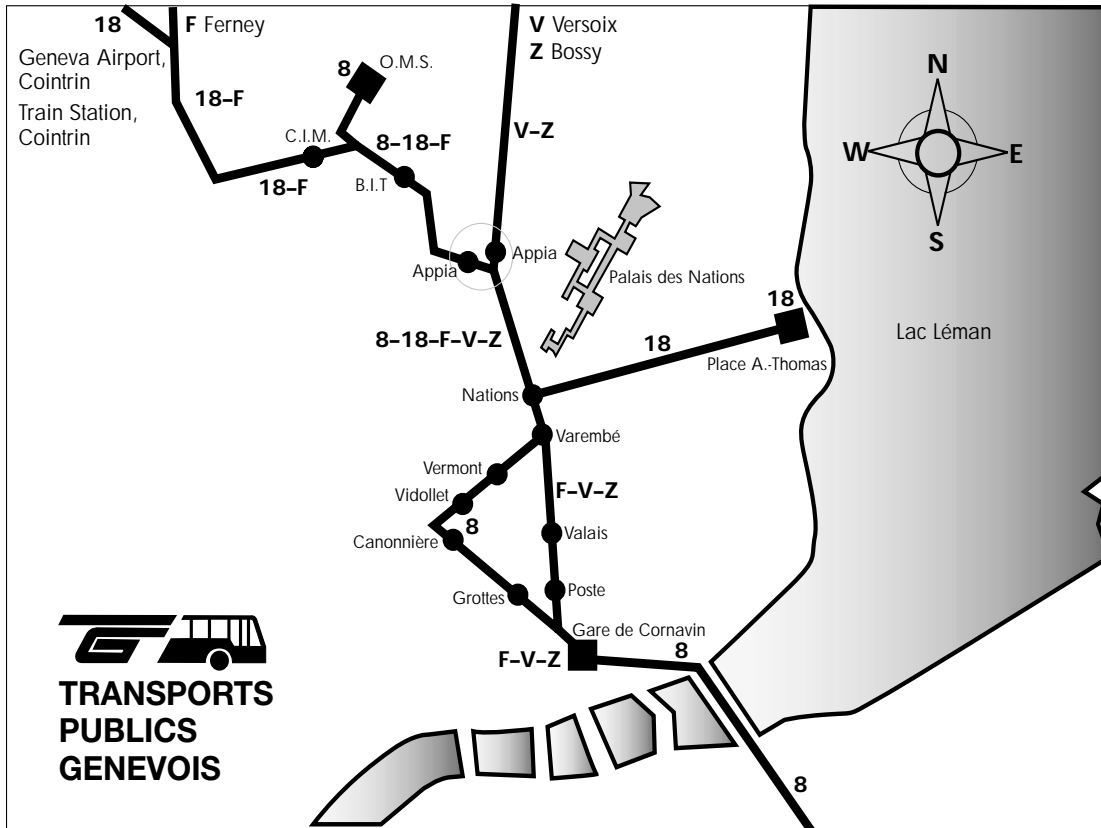 18
F Ferney
Geneva Airport,
Cointrin
Train Station,
Cointrin
18–F
8
O.M.S.
V Versoix
Z Bossy
V–Z
C.I.M.
8–18–F
18–F
B.I.T
Appia
Appia
Palais des Nations
N
W
E
S
18
Lac Léman
8–18–F–V–Z
18
Place A.-Thomas
Nations
Varembé
Vermont
Vidollet
F–V–Z
8
Canonnière
Valais
Grottes
Poste
Gare de Cornavin
F–V–Z
8
8
TRANSPORTS
PUBLICS
GENEVOIS